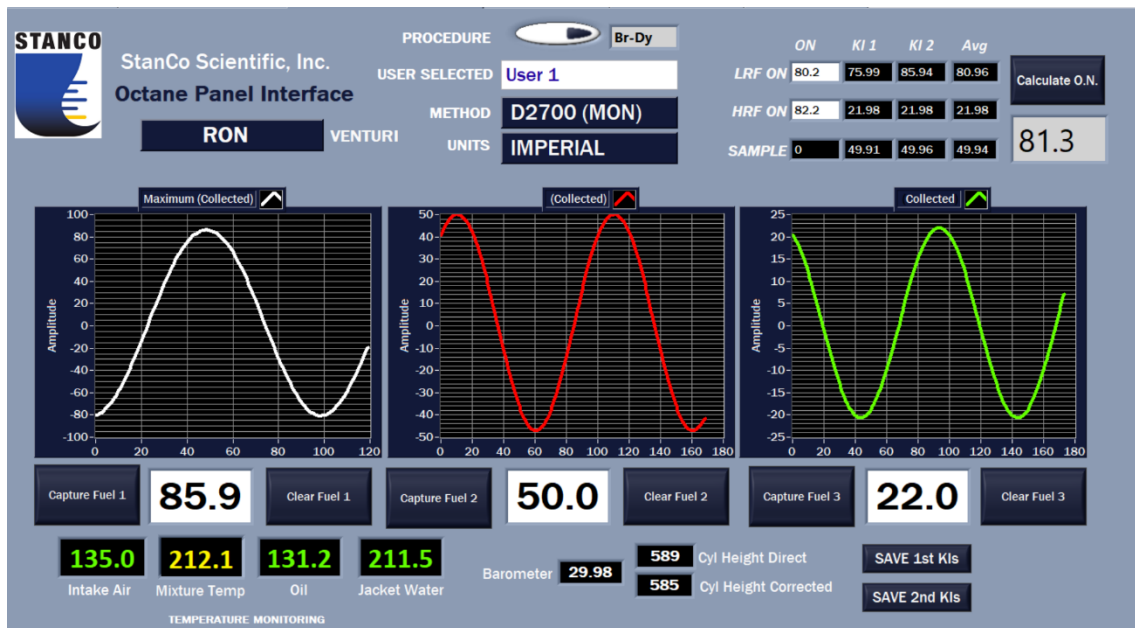 STANCO
StanCo Scientific, Inc.
Octane Panel Interface
RON VENTURI
PROCEDURE Br-Dy
USER SELECTED User 1
METHOD D2700 (MON)
UNITS IMPERIAL
ON KI 1 KI 2 Avg
LRF ON 80.2 75.99 85.94 80.96
HRF ON 82.2 21.98 21.98 21.98
SAMPLE 0 49.91 49.96 49.94
Calculate O.N.
81.3
Maximum (Collected)
Amplitude
100
80
60
40
20
0
-20
-40
-60
-80
-100
0 20 40 60 80 100 120
(Collected)
Amplitude
50
40
30
20
10
0
-10
-20
-30
-40
-50
0 20 40 60 80 100 120 140 160 180
Collected
Amplitude
25
20
15
10
5
0
-5
-10
-15
-20
-25
0 20 40 60 80 100 120 140 160 180
Capture Fuel 1 85.9 Clear Fuel 1
Capture Fuel 2 50.0 Clear Fuel 2
Capture Fuel 3 22.0 Clear Fuel 3
135.0 212.1 131.2 211.5
Intake Air Mixture Temp Oil Jacket Water
TEMPERATURE MONITORING
Barometer 29.98
589 Cyl Height Direct
585 Cyl Height Corrected
SAVE 1st KIs
SAVE 2nd KIs